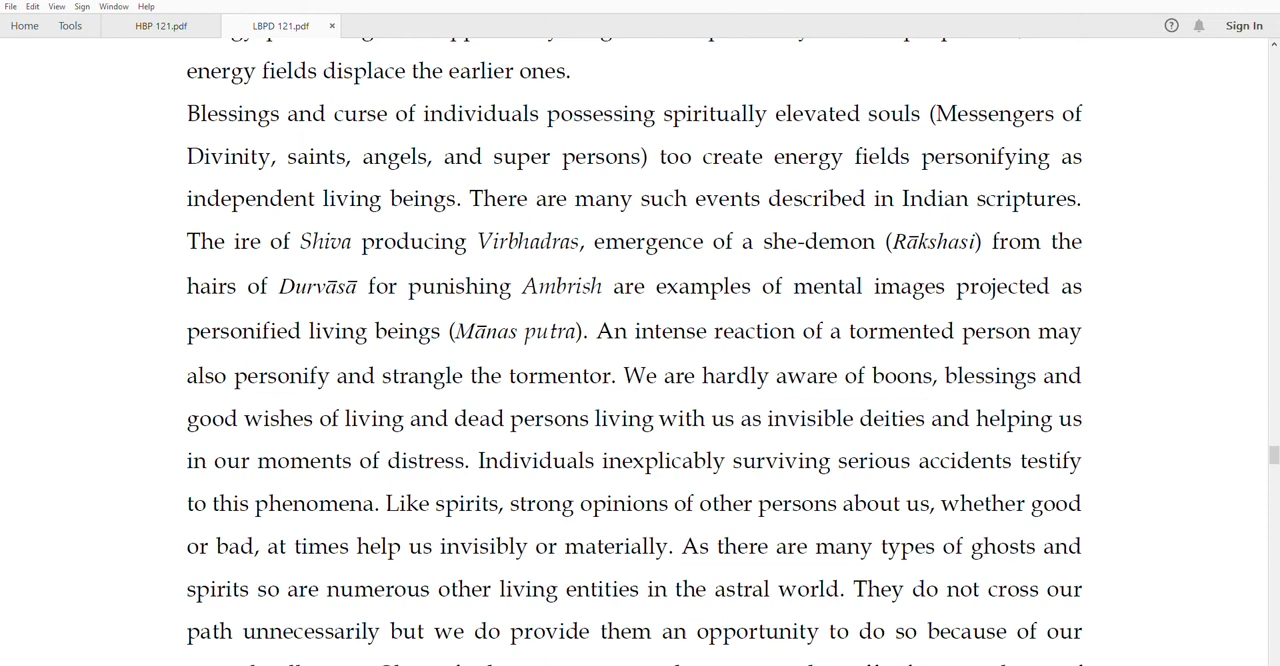 File Edit View Sign Window Help
Home Tools HBP 121.pdf LBPD 121.pdf × ? Sign In
energy fields displace the earlier ones.
Blessings and curse of individuals possessing spiritually elevated souls (Messengers of
Divinity, saints, angels, and super persons) too create energy fields personifying as
independent living beings. There are many such events described in Indian scriptures.
The ire of Shiva producing Virbhadras, emergence of a she-demon (Rākshasi) from the
hairs of Durvāsā for punishing Ambrish are examples of mental images projected as
personified living beings (Mānas putra). An intense reaction of a tormented person may
also personify and strangle the tormentor. We are hardly aware of boons, blessings and
good wishes of living and dead persons living with us as invisible deities and helping us
in our moments of distress. Individuals inexplicably surviving serious accidents testify
to this phenomena. Like spirits, strong opinions of other persons about us, whether good
or bad, at times help us invisibly or materially. As there are many types of ghosts and
spirits so are numerous other living entities in the astral world. They do not cross our
path unnecessarily but we do provide them an opportunity to do so because of our